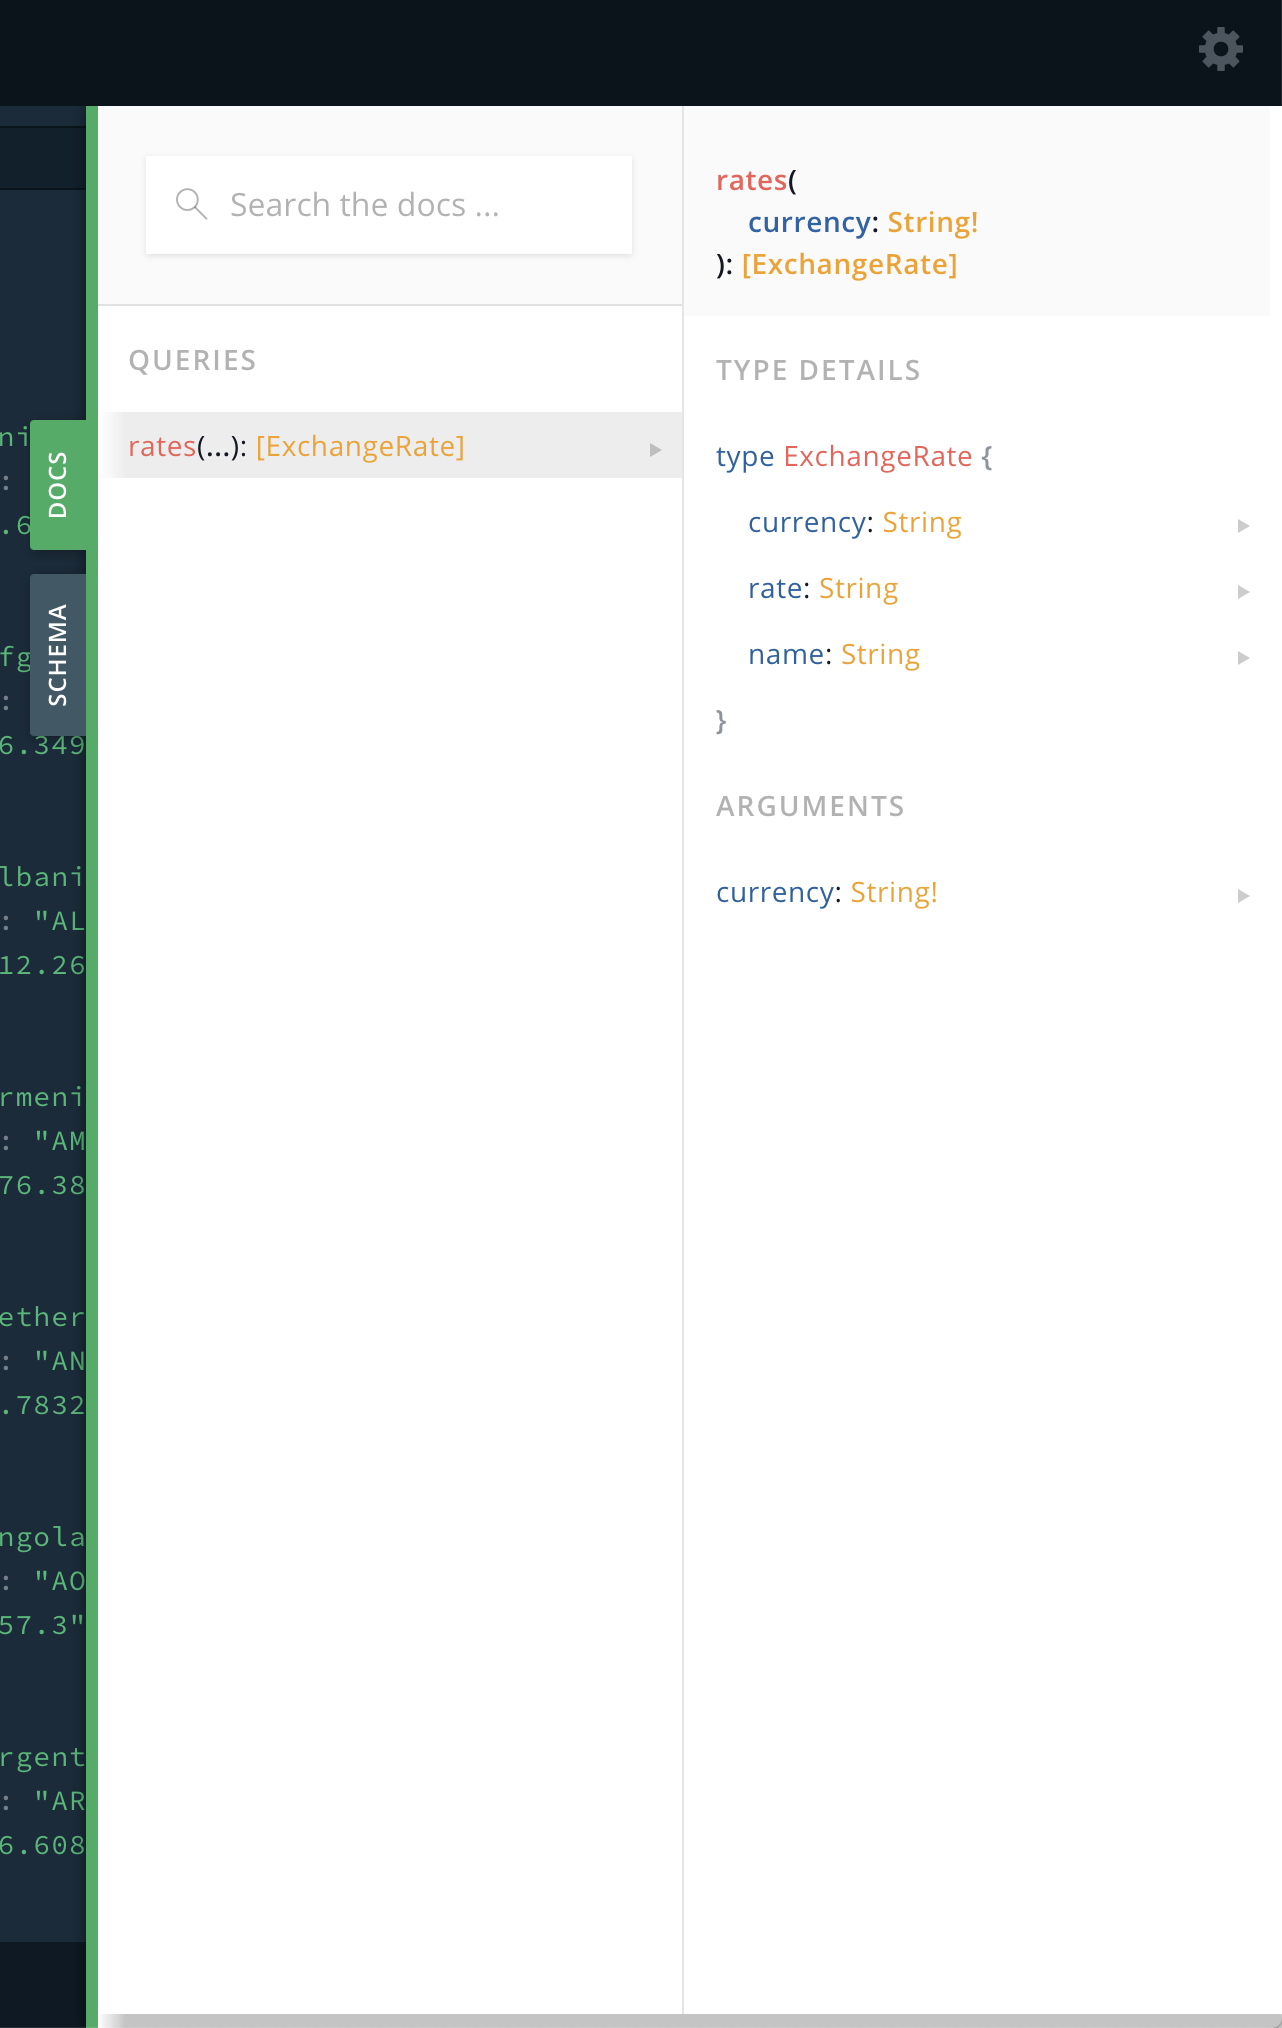 Search the docs ...
QUERIES
rates(...): [ExchangeRate]
rates(
currency: String!
): [ExchangeRate]
TYPE DETAILS
type ExchangeRate {
currency: String
rate: String
name: String
}
ARGUMENTS
currency: String!
DOCS
SCHEMA
ni
:
.6
fg
:
6.349
lbani
: "AL
12.26
rmeni
: "AM
76.38
ether
: "AN
.7832
ngola
: "AO
57.3"
rgent
: "AR
6.608